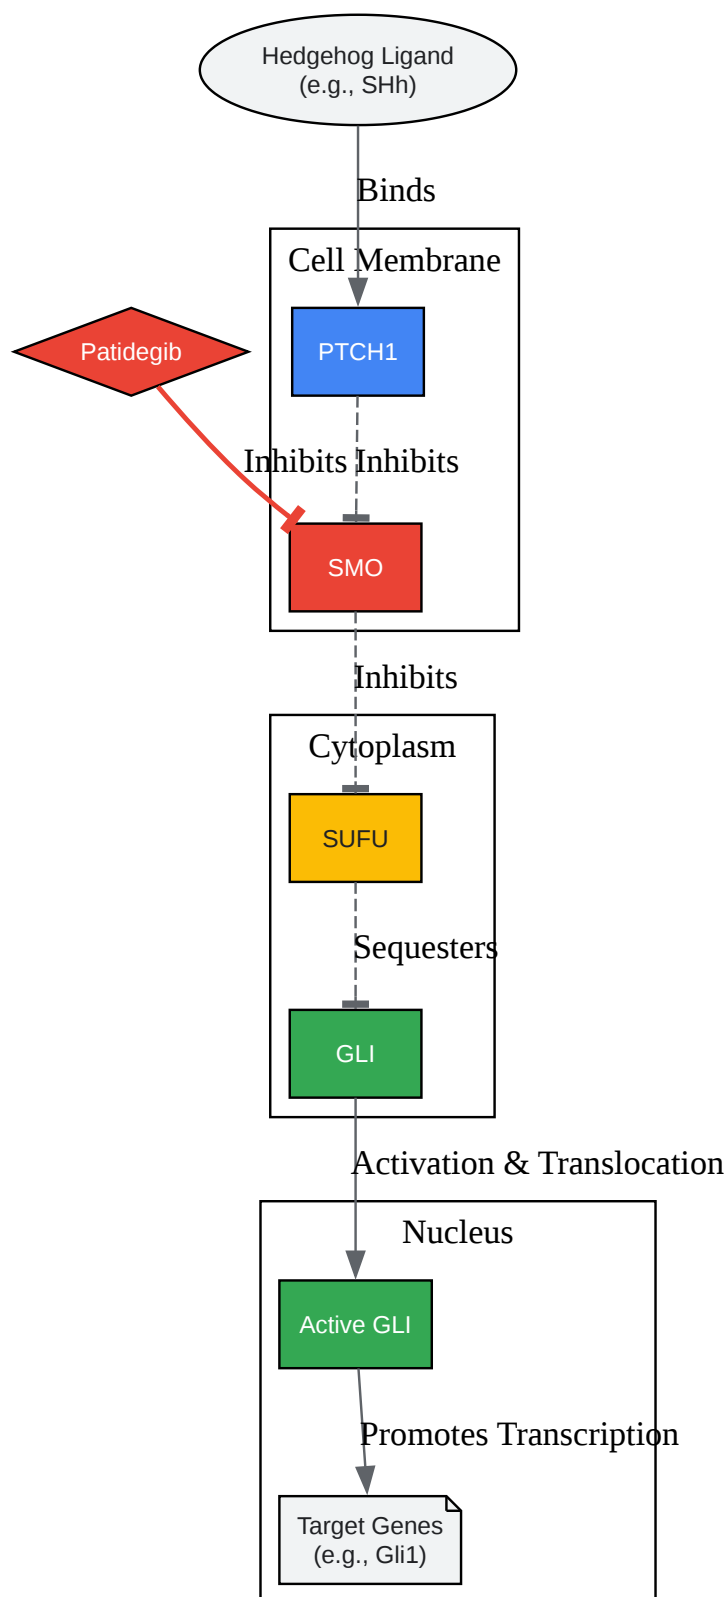 Hedgehog Ligand
(e.g., SHh)
Binds
Cell Membrane
Patidegib
PTCH1
Inhibits
Inhibits
SMO
Inhibits
Cytoplasm
SUFU
Sequesters
GLI
Activation & Translocation
Nucleus
Active GLI
Promotes Transcription
Target Genes
(e.g., Gli1)